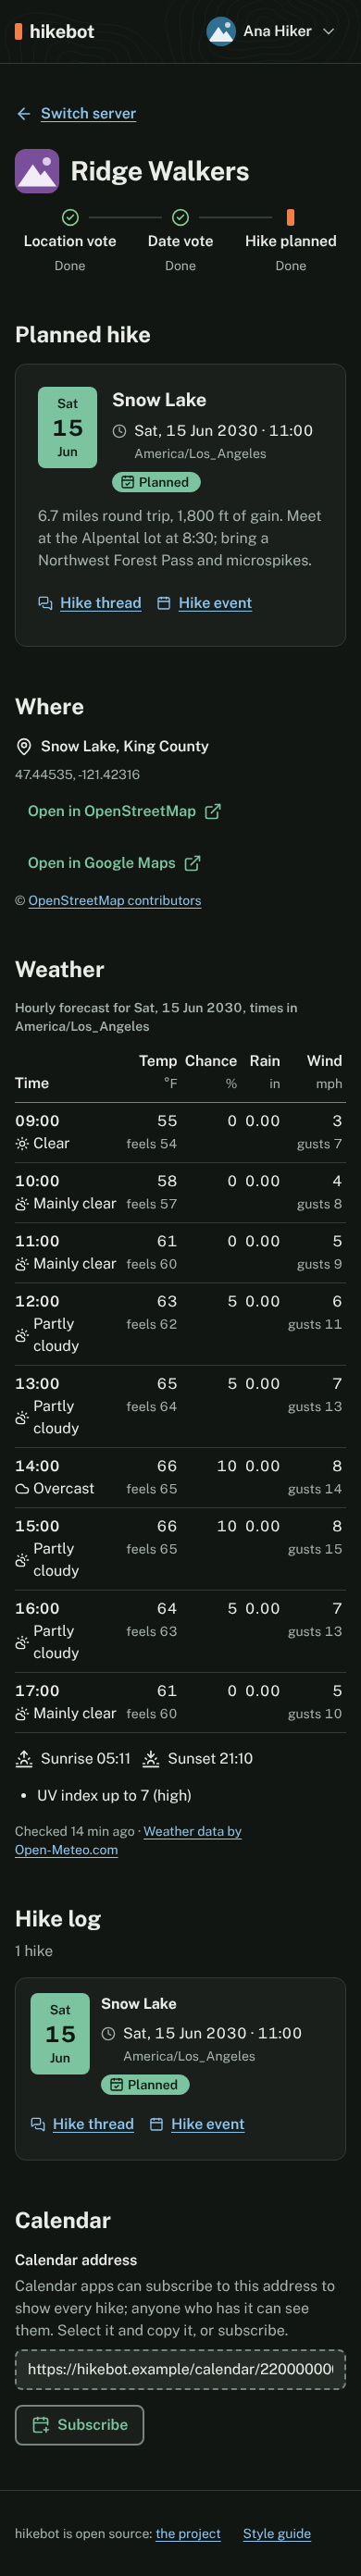 hikebot
Ana Hiker
Switch server
Ridge Walkers
Location vote
Date vote
Hike planned
Done
Done
Done
Planned hike
Sat
15
Jun
Snow Lake
Sat, 15 Jun 2030 · 11:00
America/Los_Angeles
Planned
6.7 miles round trip, 1,800 ft of gain. Meet
at the Alpental lot at 8:30; bring a
Northwest Forest Pass and microspikes.
Hike thread
Hike event
Where
Snow Lake, King County
47.44535, -121.42316
Open in OpenStreetMap
Open in Google Maps
© OpenStreetMap contributors
Weather
Hourly forecast for Sat, 15 Jun 2030, times in
America/Los_Angeles
Temp Chance Rain Wind
Time °F % in mph
09:00 55 0 0.00 3
Clear feels 54 gusts 7
10:00 58 0 0.00 4
Mainly clear feels 57 gusts 8
11:00 61 0 0.00 5
Mainly clear feels 60 gusts 9
12:00 63 5 0.00 6
Partly feels 62 gusts 11
cloudy
13:00 65 5 0.00 7
Partly feels 64 gusts 13
cloudy
14:00 66 10 0.00 8
Overcast feels 65 gusts 14
15:00 66 10 0.00 8
Partly feels 65 gusts 15
cloudy
16:00 64 5 0.00 7
Partly feels 63 gusts 13
cloudy
17:00 61 0 0.00 5
Mainly clear feels 60 gusts 10
Sunrise 05:11 Sunset 21:10
• UV index up to 7 (high)
Checked 14 min ago · Weather data by
Open-Meteo.com
Hike log
1 hike
Sat
15
Jun
Snow Lake
Sat, 15 Jun 2030 · 11:00
America/Los_Angeles
Planned
Hike thread
Hike event
Calendar
Calendar address
Calendar apps can subscribe to this address to
show every hike; anyone who has it can see
them. Select it and copy it, or subscribe.
https://hikebot.example/calendar/22000000
Subscribe
hikebot is open source: the project
Style guide